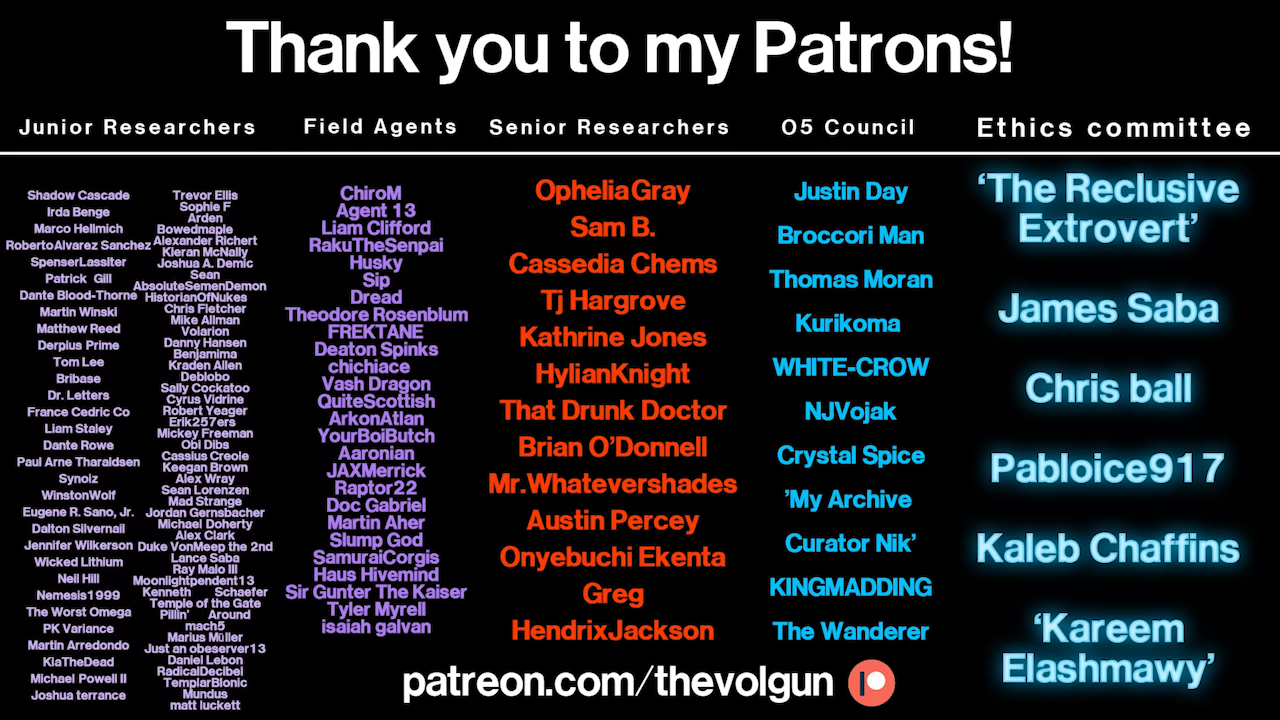 Thank you to my Patrons!
Junior Researchers
Field Agents
Senior Researchers
O5 Council
Ethics committee
Shadow Cascade
Irda Benge
Marco Hellmich
Roberto Alvarez Sanchez
SpenserLassiter
Patrick Gill
Dante Blood-Thorne
Martin Winski
Matthew Reed
Derpius Prime
Tom Lee
Bribase
Dr. Letters
France Cedric Co
Liam Staley
Dante Rowe
Paul Arne Tharaldsen
Synoiz
WinstonWolf
Eugene R. Sano, Jr.
Dalton Silvernail
Jennifer Wilkerson
Wicked Lithium
Neil Hill
Nemesis1999
The Worst Omega
PK Variance
Martin Arredondo
KiaTheDead
Michael Powell II
Joshua terrance
Trevor Ellis
Sophie F
Arden
Bowedmaple
Alexander Richert
Kieran McNally
Joshua A. Demic
Sean
AbsoluteSemenDemon
HistorianOfNukes
Chris Fletcher
Mike Allman
Volarion
Danny Hansen
Benjamima
Kraden Allen
Deblobo
Sally Cockatoo
Cyrus Vidrine
Robert Yeager
Erik257ers
Mickey Freeman
Obi Dibs
Cassius Creole
Keegan Brown
Alex Wray
Sean Lorenzen
Mad Strange
Jordan Gernsbacher
Michael Doherty
Alex Clark
Duke VonMeep the 2nd
Lance Saba
Ray Malo III
Moonlightpendent13
Kenneth Schaefer
Temple of the Gate
Pillin' Around
mach5
Marius Müller
Just an obeserver13
Daniel Lebon
RadicalDecibel
TemplarBionic
Mundus
matt luckett
ChiroM
Agent 13
Liam Clifford
RakuTheSenpai
Husky
Sip
Dread
Theodore Rosenblum
FREKTANE
Deaton Spinks
chichiace
Vash Dragon
QuiteScottish
ArkonAtlan
YourBoiButch
Aaronian
JAXMerrick
Raptor22
Doc Gabriel
Martin Aher
Slump God
SamuraiCorgis
Haus Hivemind
Sir Gunter The Kaiser
Tyler Myrell
isaiah galvan
Ophelia Gray
Sam B.
Cassedia Chems
Tj Hargrove
Kathrine Jones
HylianKnight
That Drunk Doctor
Brian O’Donnell
Mr.Whatevershades
Austin Percey
Onyebuchi Ekenta
Greg
HendrixJackson
Justin Day
Broccori Man
Thomas Moran
Kurikoma
WHITE-CROW
NJVojak
Crystal Spice
’My Archive
Curator Nik’
KINGMADDING
The Wanderer
‘The Reclusive
Extrovert’
James Saba
Chris ball
Pabloice917
Kaleb Chaffins
‘Kareem
Elashmawy’
patreon.com/thevolgun